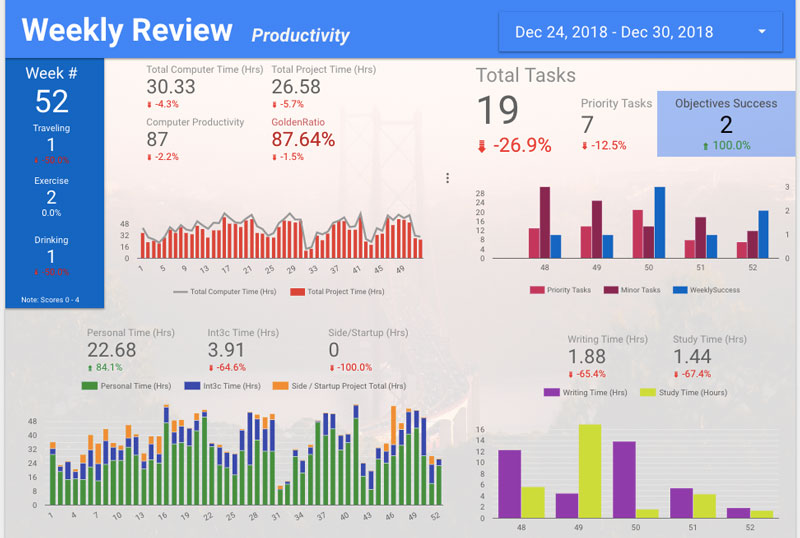 Weekly Review Productivity
Dec 24, 2018 - Dec 30, 2018
Week #
52
Traveling
1
-50.0%
Exercise
2
0.0%
Drinking
1
-50.0%
Note: Scores 0 - 4
Total Computer Time (Hrs) Total Project Time (Hrs)
30.33 26.58
-4.3% -5.7%
Computer Productivity GoldenRatio
87 87.64%
-2.2% -1.5%
Total Tasks
19
-26.9%
Priority Tasks
7
-12.5%
Objectives Success
2
100.0%
48
32
16
0
1 5 9 13 17 21 25 29 33 37 41 45 49
Total Computer Time (Hrs) Total Project Time (Hrs)
28
24
20
16
12
8
4
0
3
2
1
0
48 49 50 51 52
Priority Tasks Minor Tasks WeeklySuccess
Personal Time (Hrs) Int3c Time (Hrs) Side/Startup (Hrs)
22.68 3.91 0
84.1% -64.6% -100.0%
Personal Time (Hrs) Int3c Time (Hrs) Side / Startup Project Total (Hrs)
48
40
32
24
16
8
0
1 4 7 10 13 16 19 22 25 28 31 34 37 40 43 46 49 52
Writing Time (Hrs) Study Time (Hrs)
1.88 1.44
-65.4% -67.4%
Writing Time (Hrs) Study Time (Hours)
16
14
12
10
8
6
4
2
0
48 49 50 51 52